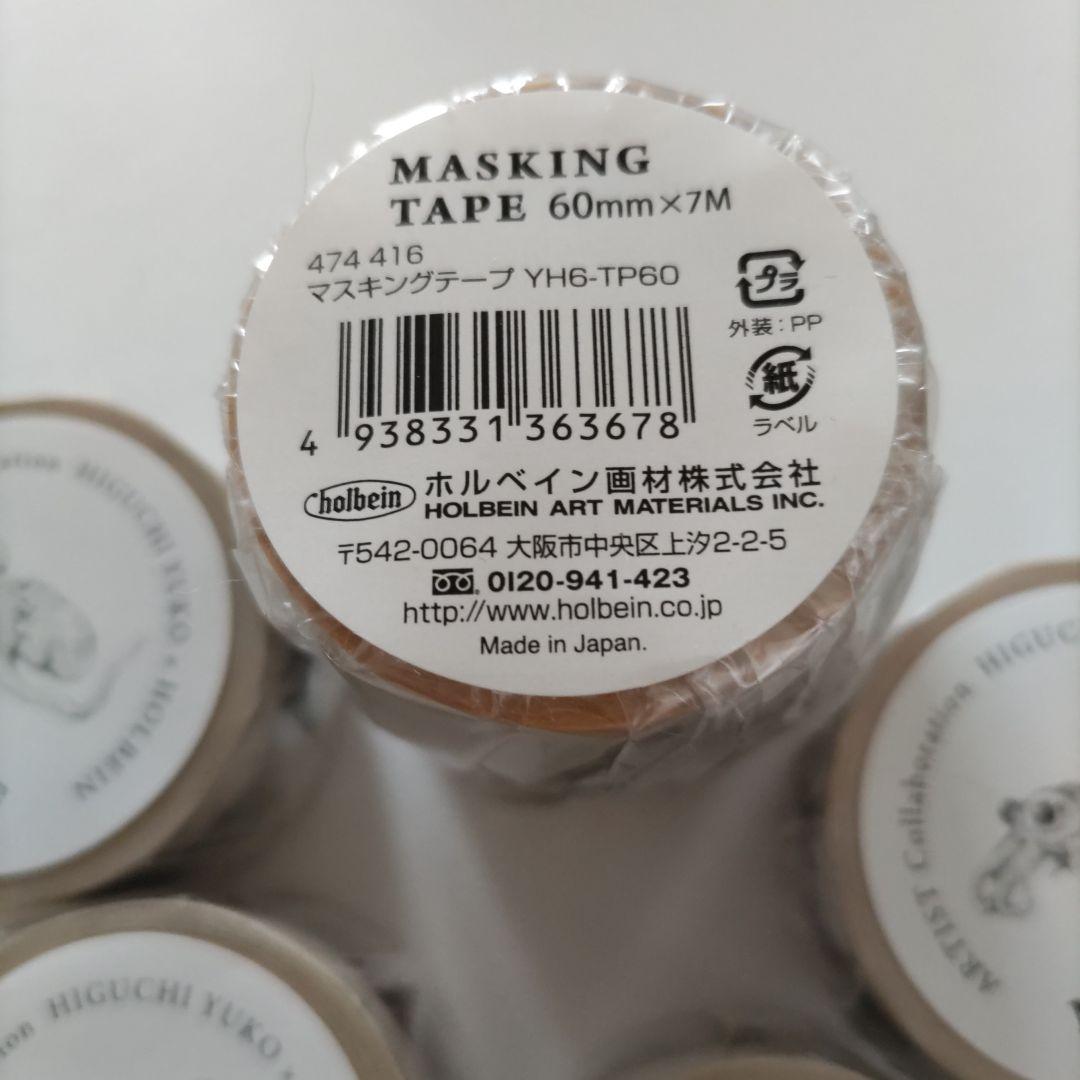 MASKING
TAPE 60mm×7M
474 416
マスキングテープ YH6-TP60
プラ
外装：PP
紙
ラベル
4 938331 363678
holbein
ホルベイン画材株式会社
HOLBEIN ART MATERIALS INC.
〒542-0064 大阪市中央区上汐2-2-5
0120-941-423
http://www.holbein.co.jp
Made in Japan.
HIGUCHI YUKO × HOLBEIN
HIGUCHI YUKO
ARTIST Collaboration HIGUCHI